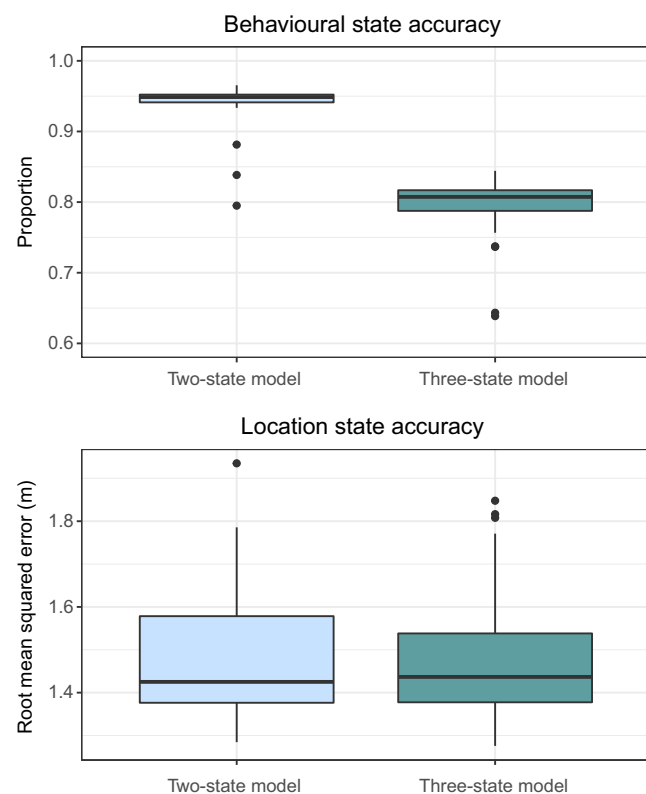 Behavioural state accuracy
1.0
0.9
0.8
0.7
0.6
Proportion
Two-state model Three-state model
Location state accuracy
1.8
1.6
1.4
Root mean squared error (m)
Two-state model Three-state model